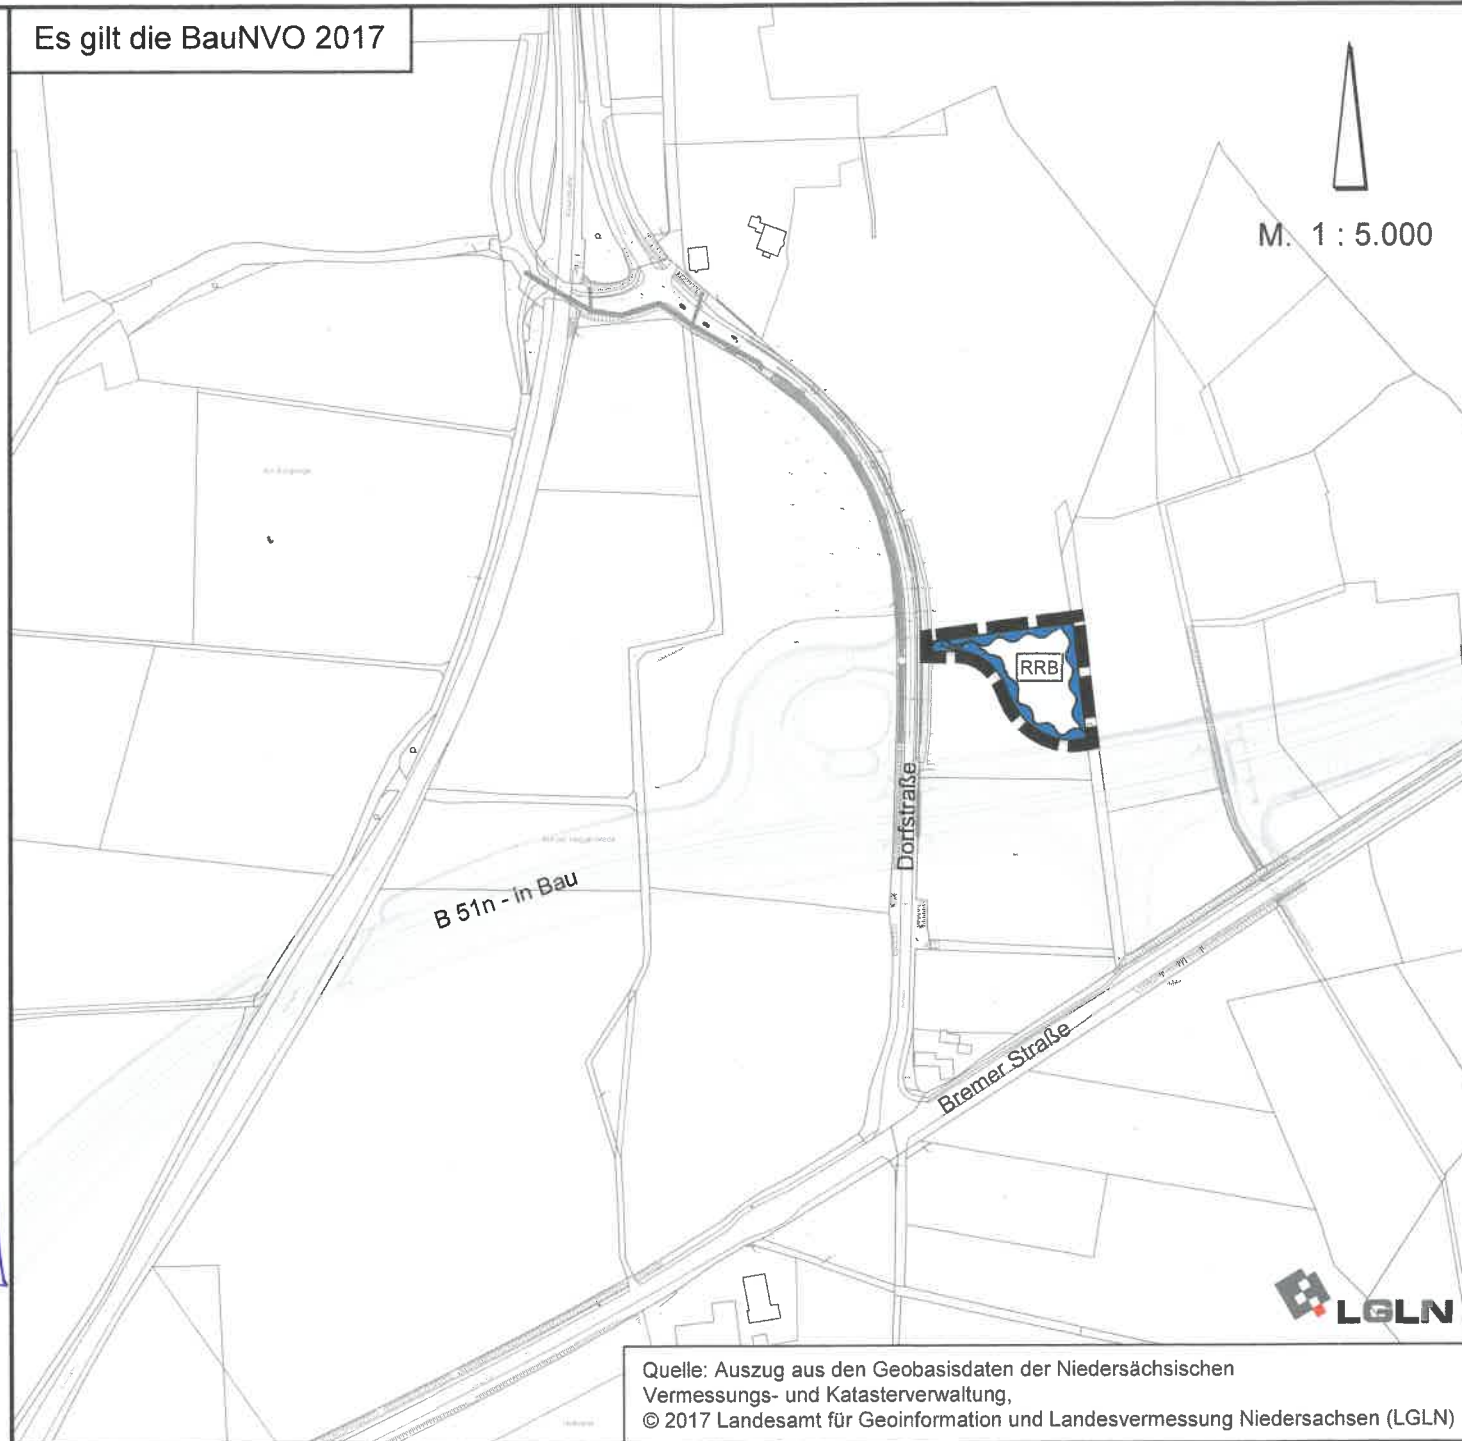 Es gilt die BauNVO 2017
M. 1 : 5.000
RRB
Dorfstraße
B 51n - in Bau
Bremer Straße
LGLN
Quelle: Auszug aus den Geobasisdaten der Niedersächsischen
Vermessungs- und Katasterverwaltung,
© 2017 Landesamt für Geoinformation und Landesvermessung Niedersachsen (LGLN)